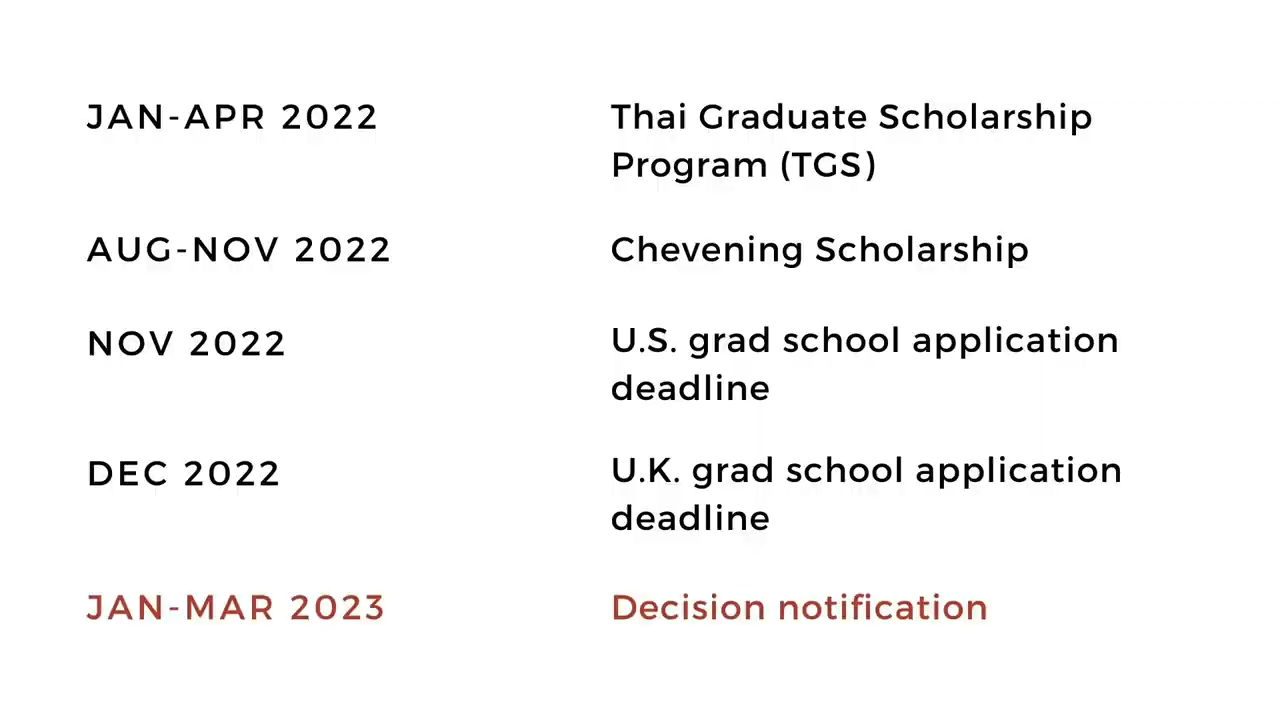 JAN-APR 2022
Thai Graduate Scholarship
Program (TGS)
AUG-NOV 2022
Chevening Scholarship
NOV 2022
U.S. grad school application
deadline
DEC 2022
U.K. grad school application
deadline
JAN-MAR 2023
Decision notification